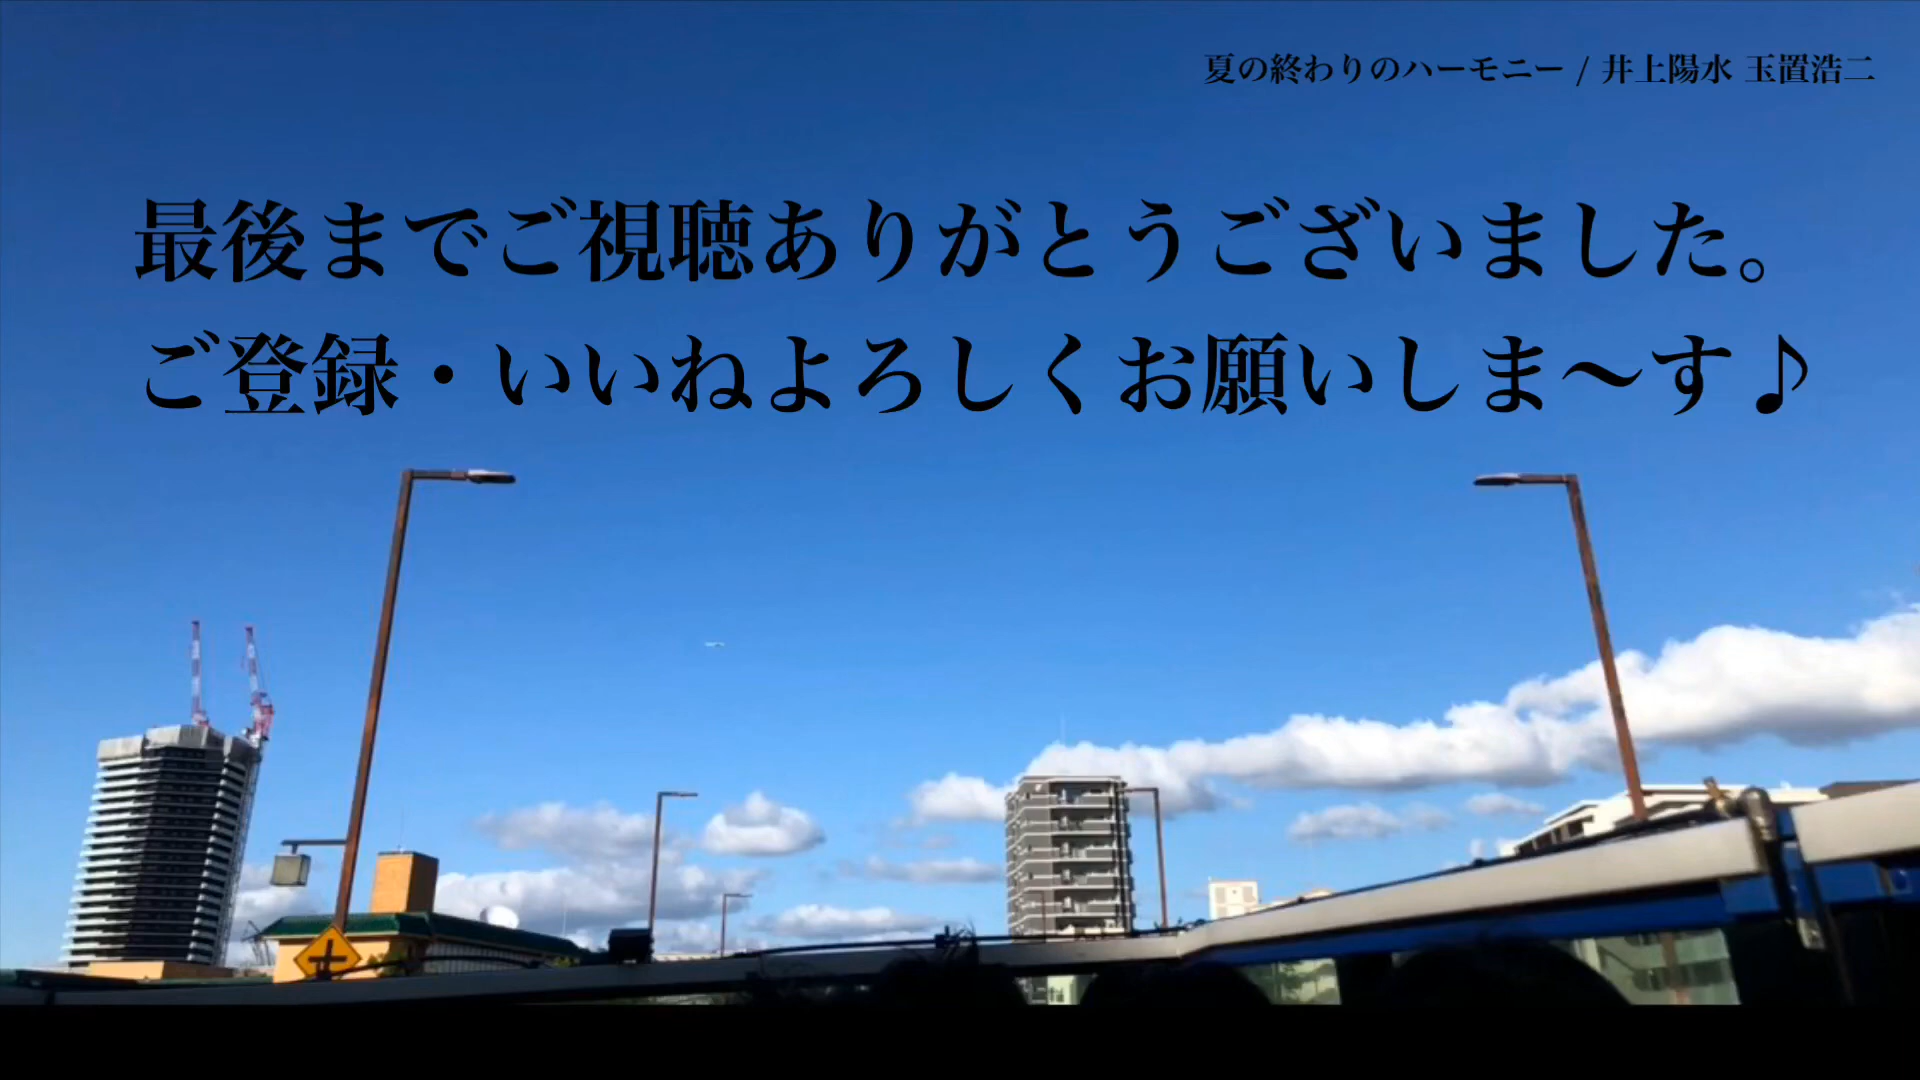 夏の終わりのハーモニー / 井上陽水 玉置浩二
最後までご視聴ありがとうございました。
ご登録・いいねよろしくお願いしま～す♪